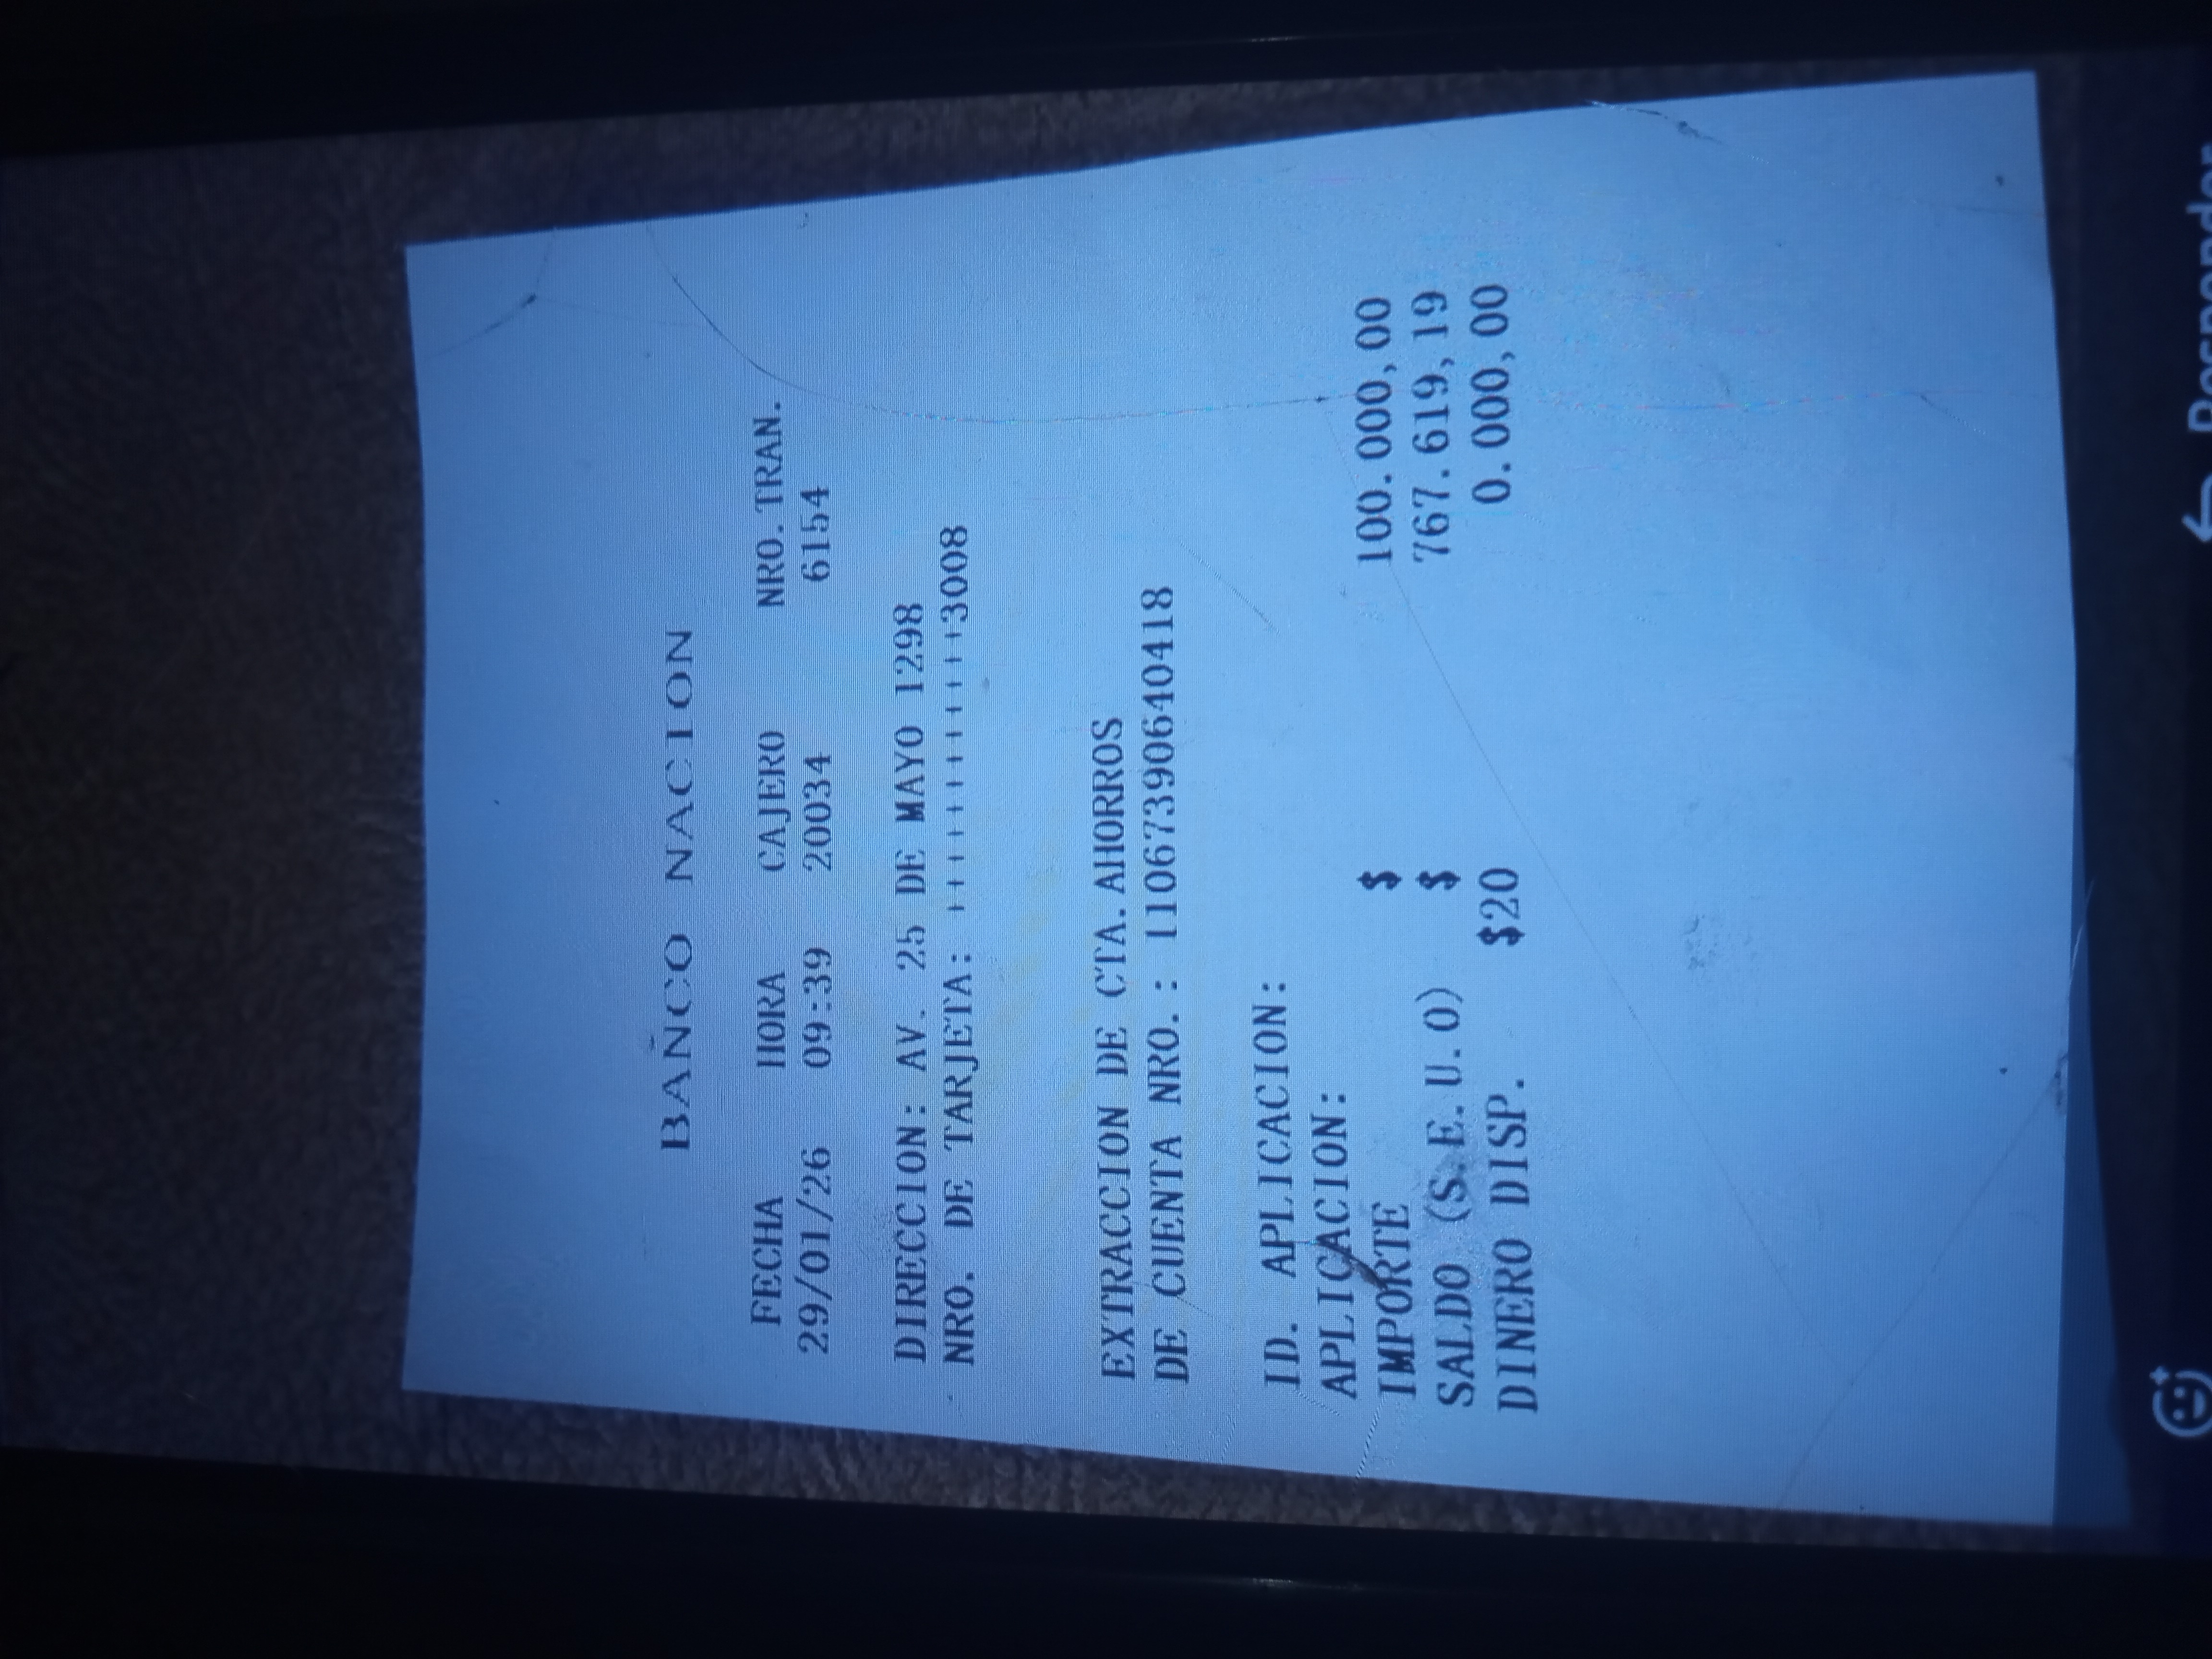 BANCO NACION
FECHA HORA CAJERO NRO. TRAN.
29/01/26 09:39 20034 6154
DIRECCION: AV. 25 DE MAYO 1298
NRO. DE TARJETA: ++++++++++++3008
EXTRACCION DE CTA.AHORROS
DE CUENTA NRO. : 11067390640418
ID. APLICACION:
APLICACION:
IMPORTE $ 100.000,00
SALDO (S.E.U.O) $ 767.619,19
DINERO DISP. $20 0.000,00
Responder